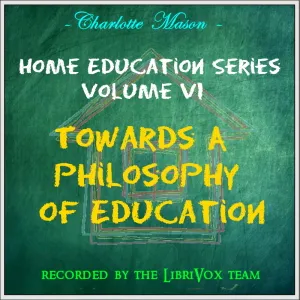 - Charlotte Mason -
HOME EDUCATION SERIES
VOLUME VI
TOWARDS A
PHILOSOPHY
OF EDUCATION
RECORDED BY THE LIBRIVOX TEAM